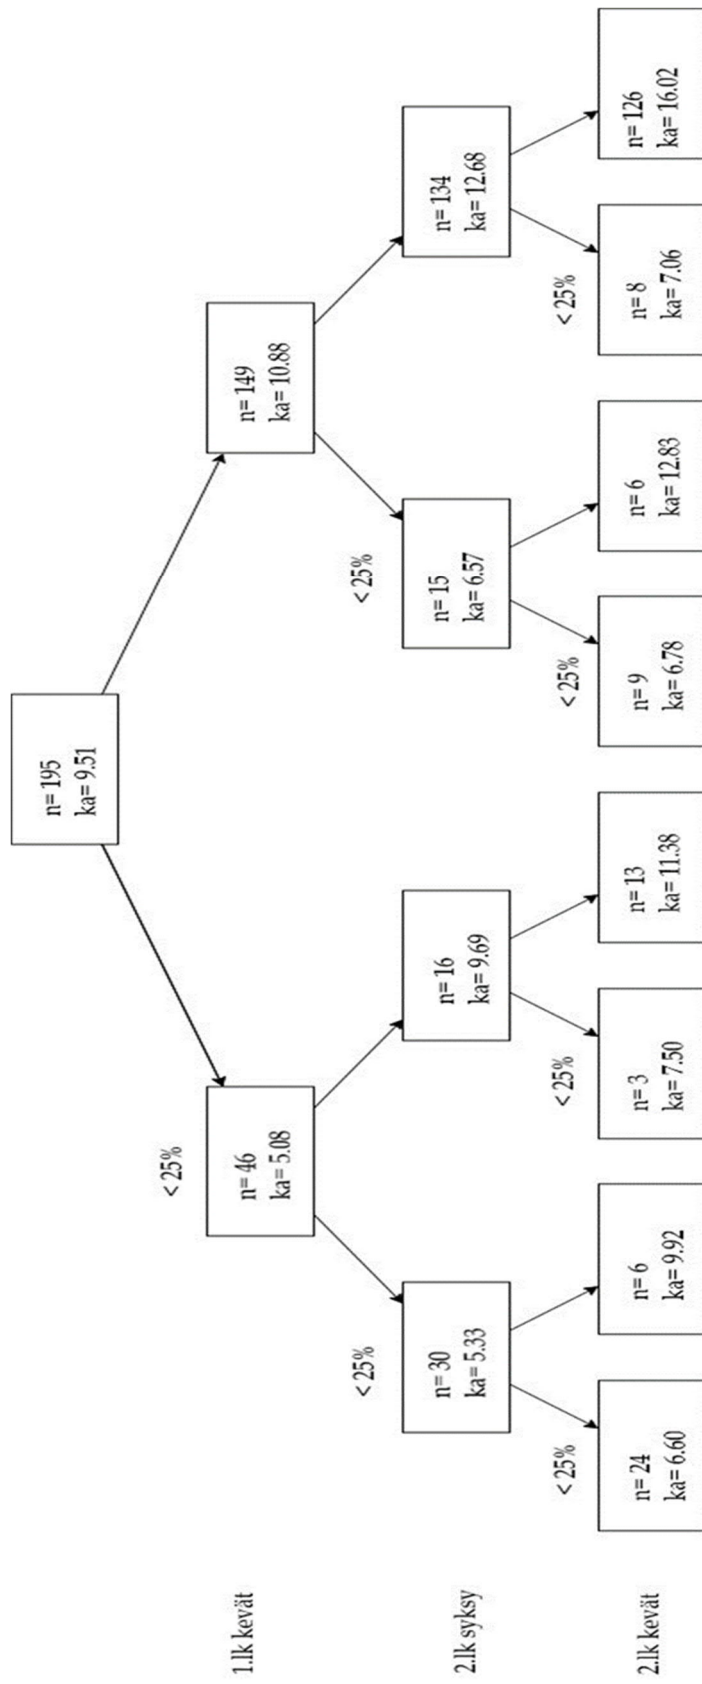 n= 195
ka= 9.51
1.lk kevät
< 25%
n= 46
ka= 5.08
n= 149
ka= 10.88
2.lk syksy
< 25%
n= 30
ka= 5.33
n= 16
ka= 9.69
< 25%
n= 15
ka= 6.57
n= 134
ka= 12.68
2.lk kevät
< 25%
n= 24
ka= 6.60
n= 6
ka= 9.92
< 25%
n= 3
ka= 7.50
n= 13
ka= 11.38
< 25%
n= 9
ka= 6.78
n= 6
ka= 12.83
< 25%
n= 8
ka= 7.06
n= 126
ka= 16.02